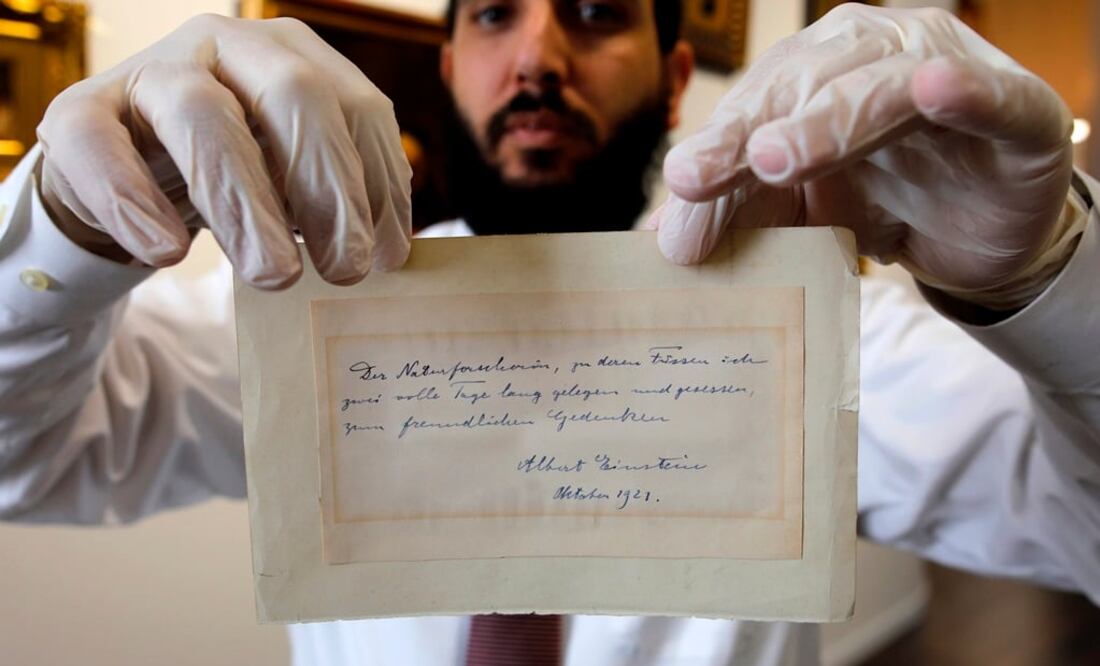 Der Naturforscherin, zu deren Füssen ich
zwei volle Tage lang gelegen und gesessen,
zum freundlichen Gedenken
Albert Einstein
Oktober 1921.